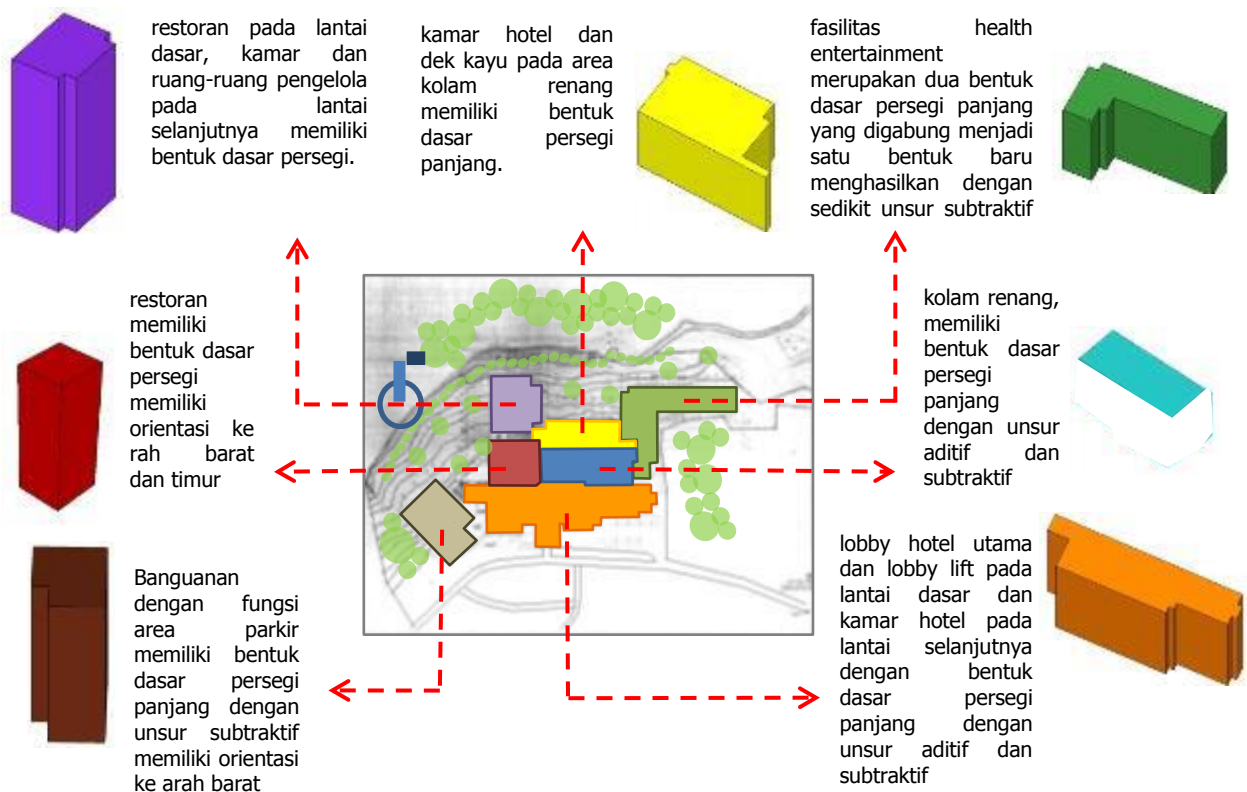 restoran pada lantai
dasar, kamar dan
ruang-ruang pengelola
pada lantai
selanjutnya memiliki
bentuk dasar persegi.
kamar hotel dan
dek kayu pada area
kolam renang
memiliki bentuk
dasar persegi
panjang.
fasilitas health
entertainment
merupakan dua bentuk
dasar persegi panjang
yang digabung menjadi
satu bentuk baru
menghasilkan dengan
sedikit unsur subtraktif
restoran
memiliki
bentuk dasar
persegi
memiliki
orientasi ke
rah barat
dan timur
kolam renang,
memiliki
bentuk dasar
persegi
panjang
dengan unsur
aditif dan
subtraktif
Banguanan
dengan fungsi
area parkir
memiliki bentuk
dasar persegi
panjang dengan
unsur subtraktif
memiliki orientasi
ke arah barat
lobby hotel utama
dan lobby lift pada
lantai dasar dan
kamar hotel pada
lantai selanjutnya
dengan bentuk
dasar persegi
panjang dengan
unsur aditif dan
subtraktif